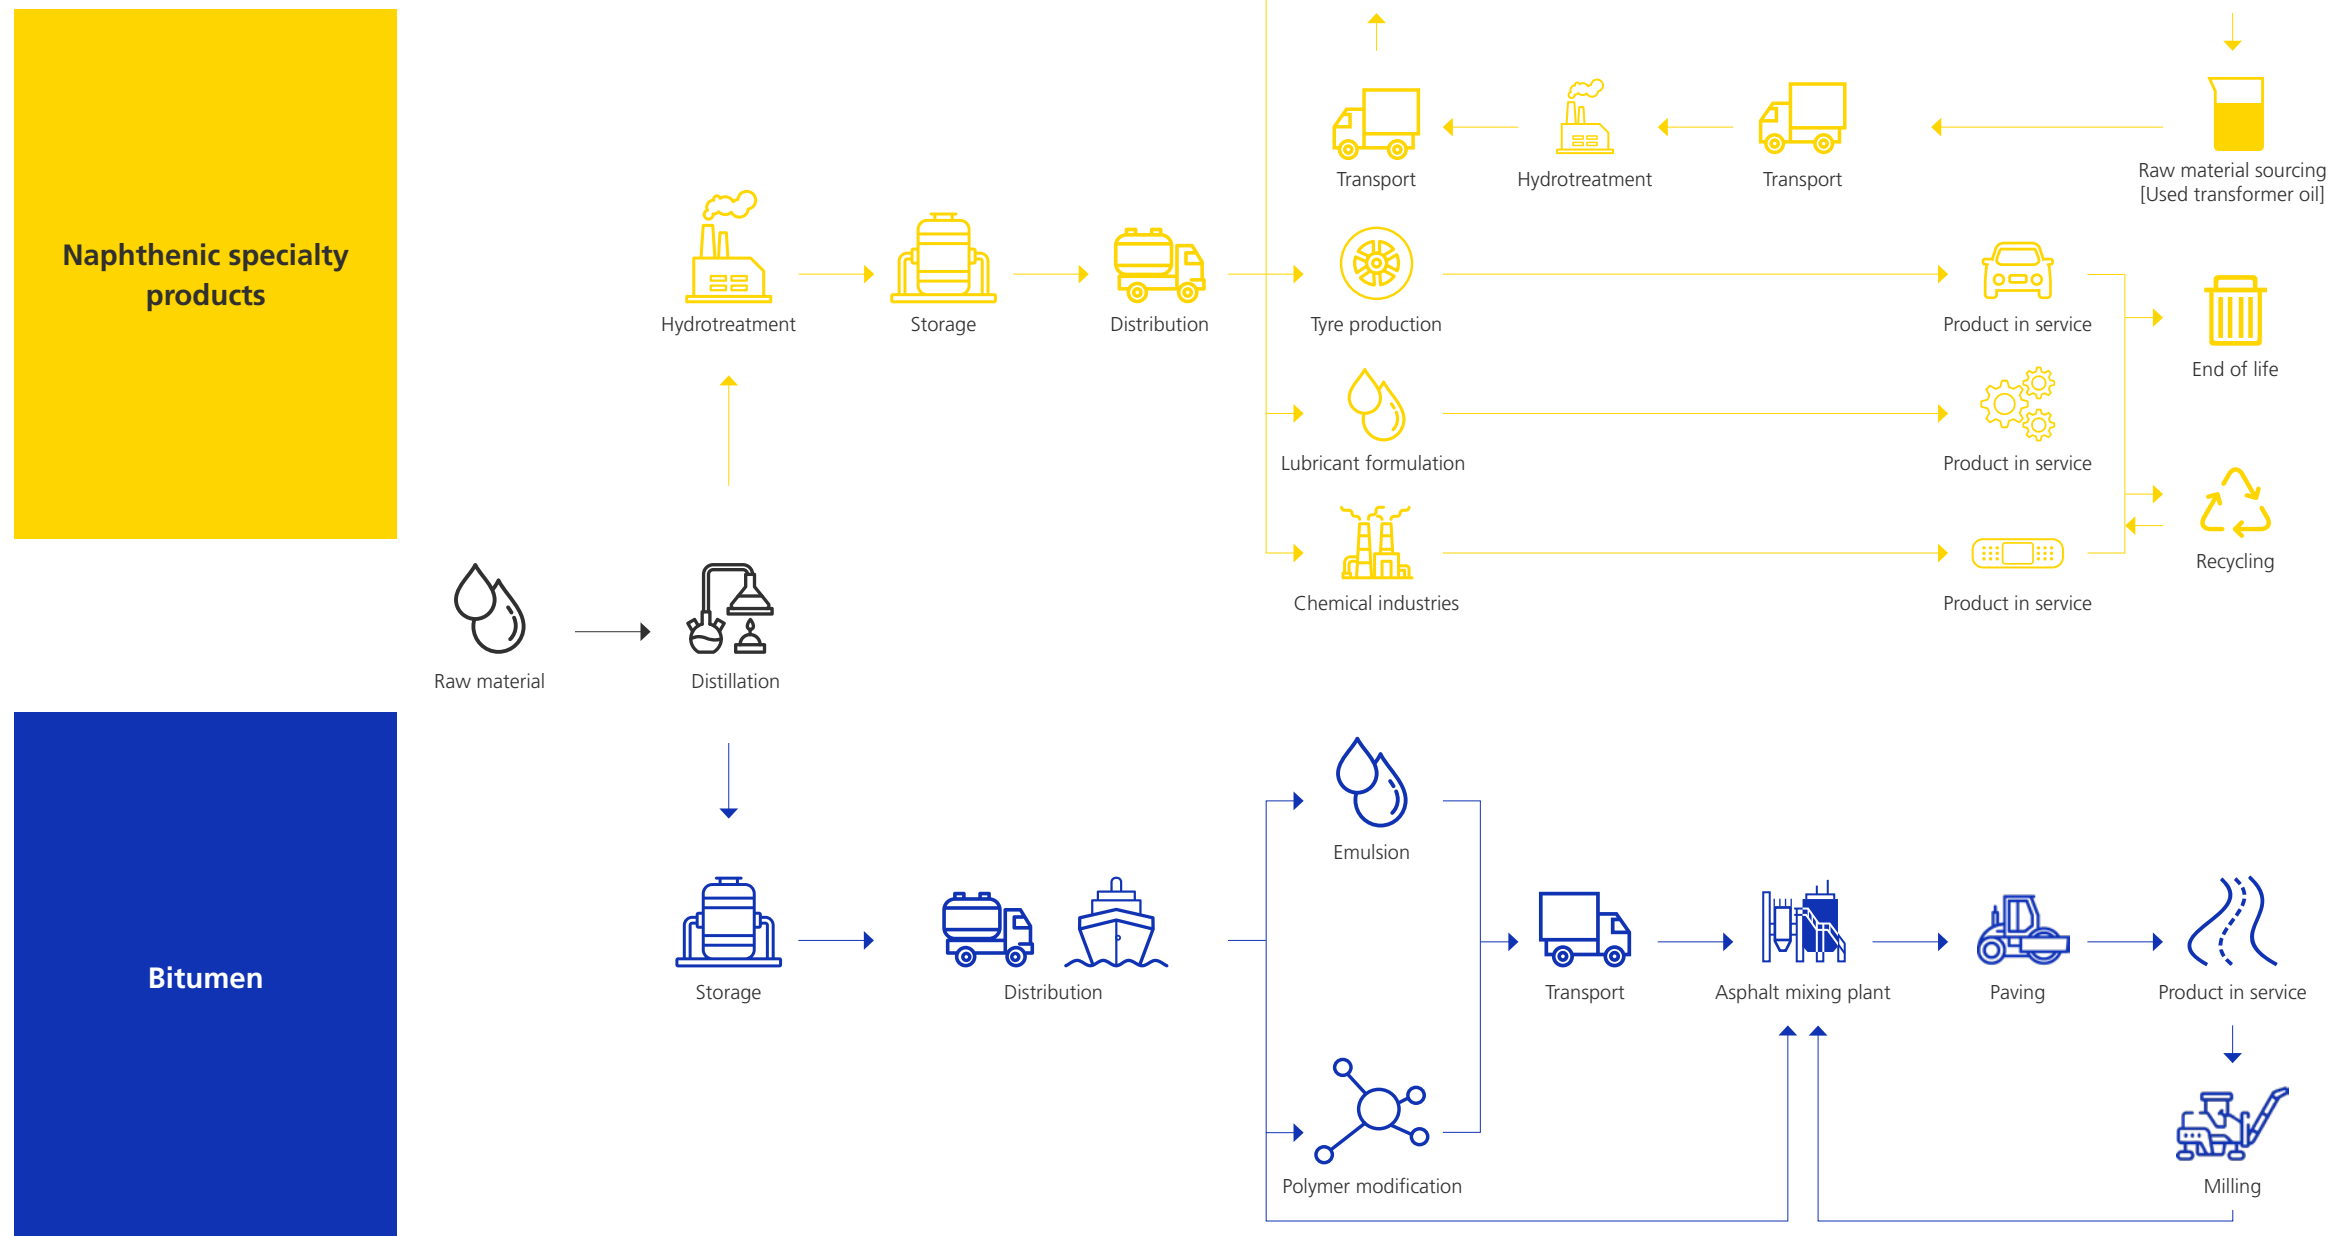 Naphthenic specialty
products
Transport
Hydrotreatment
Transport
Raw material sourcing
[Used transformer oil]
Hydrotreatment
Storage
Distribution
Tyre production
Product in service
End of life
Lubricant formulation
Product in service
Recycling
Chemical industries
Product in service
Raw material
Distillation
Bitumen
Emulsion
Storage
Distribution
Transport
Asphalt mixing plant
Paving
Product in service
Polymer modification
Milling